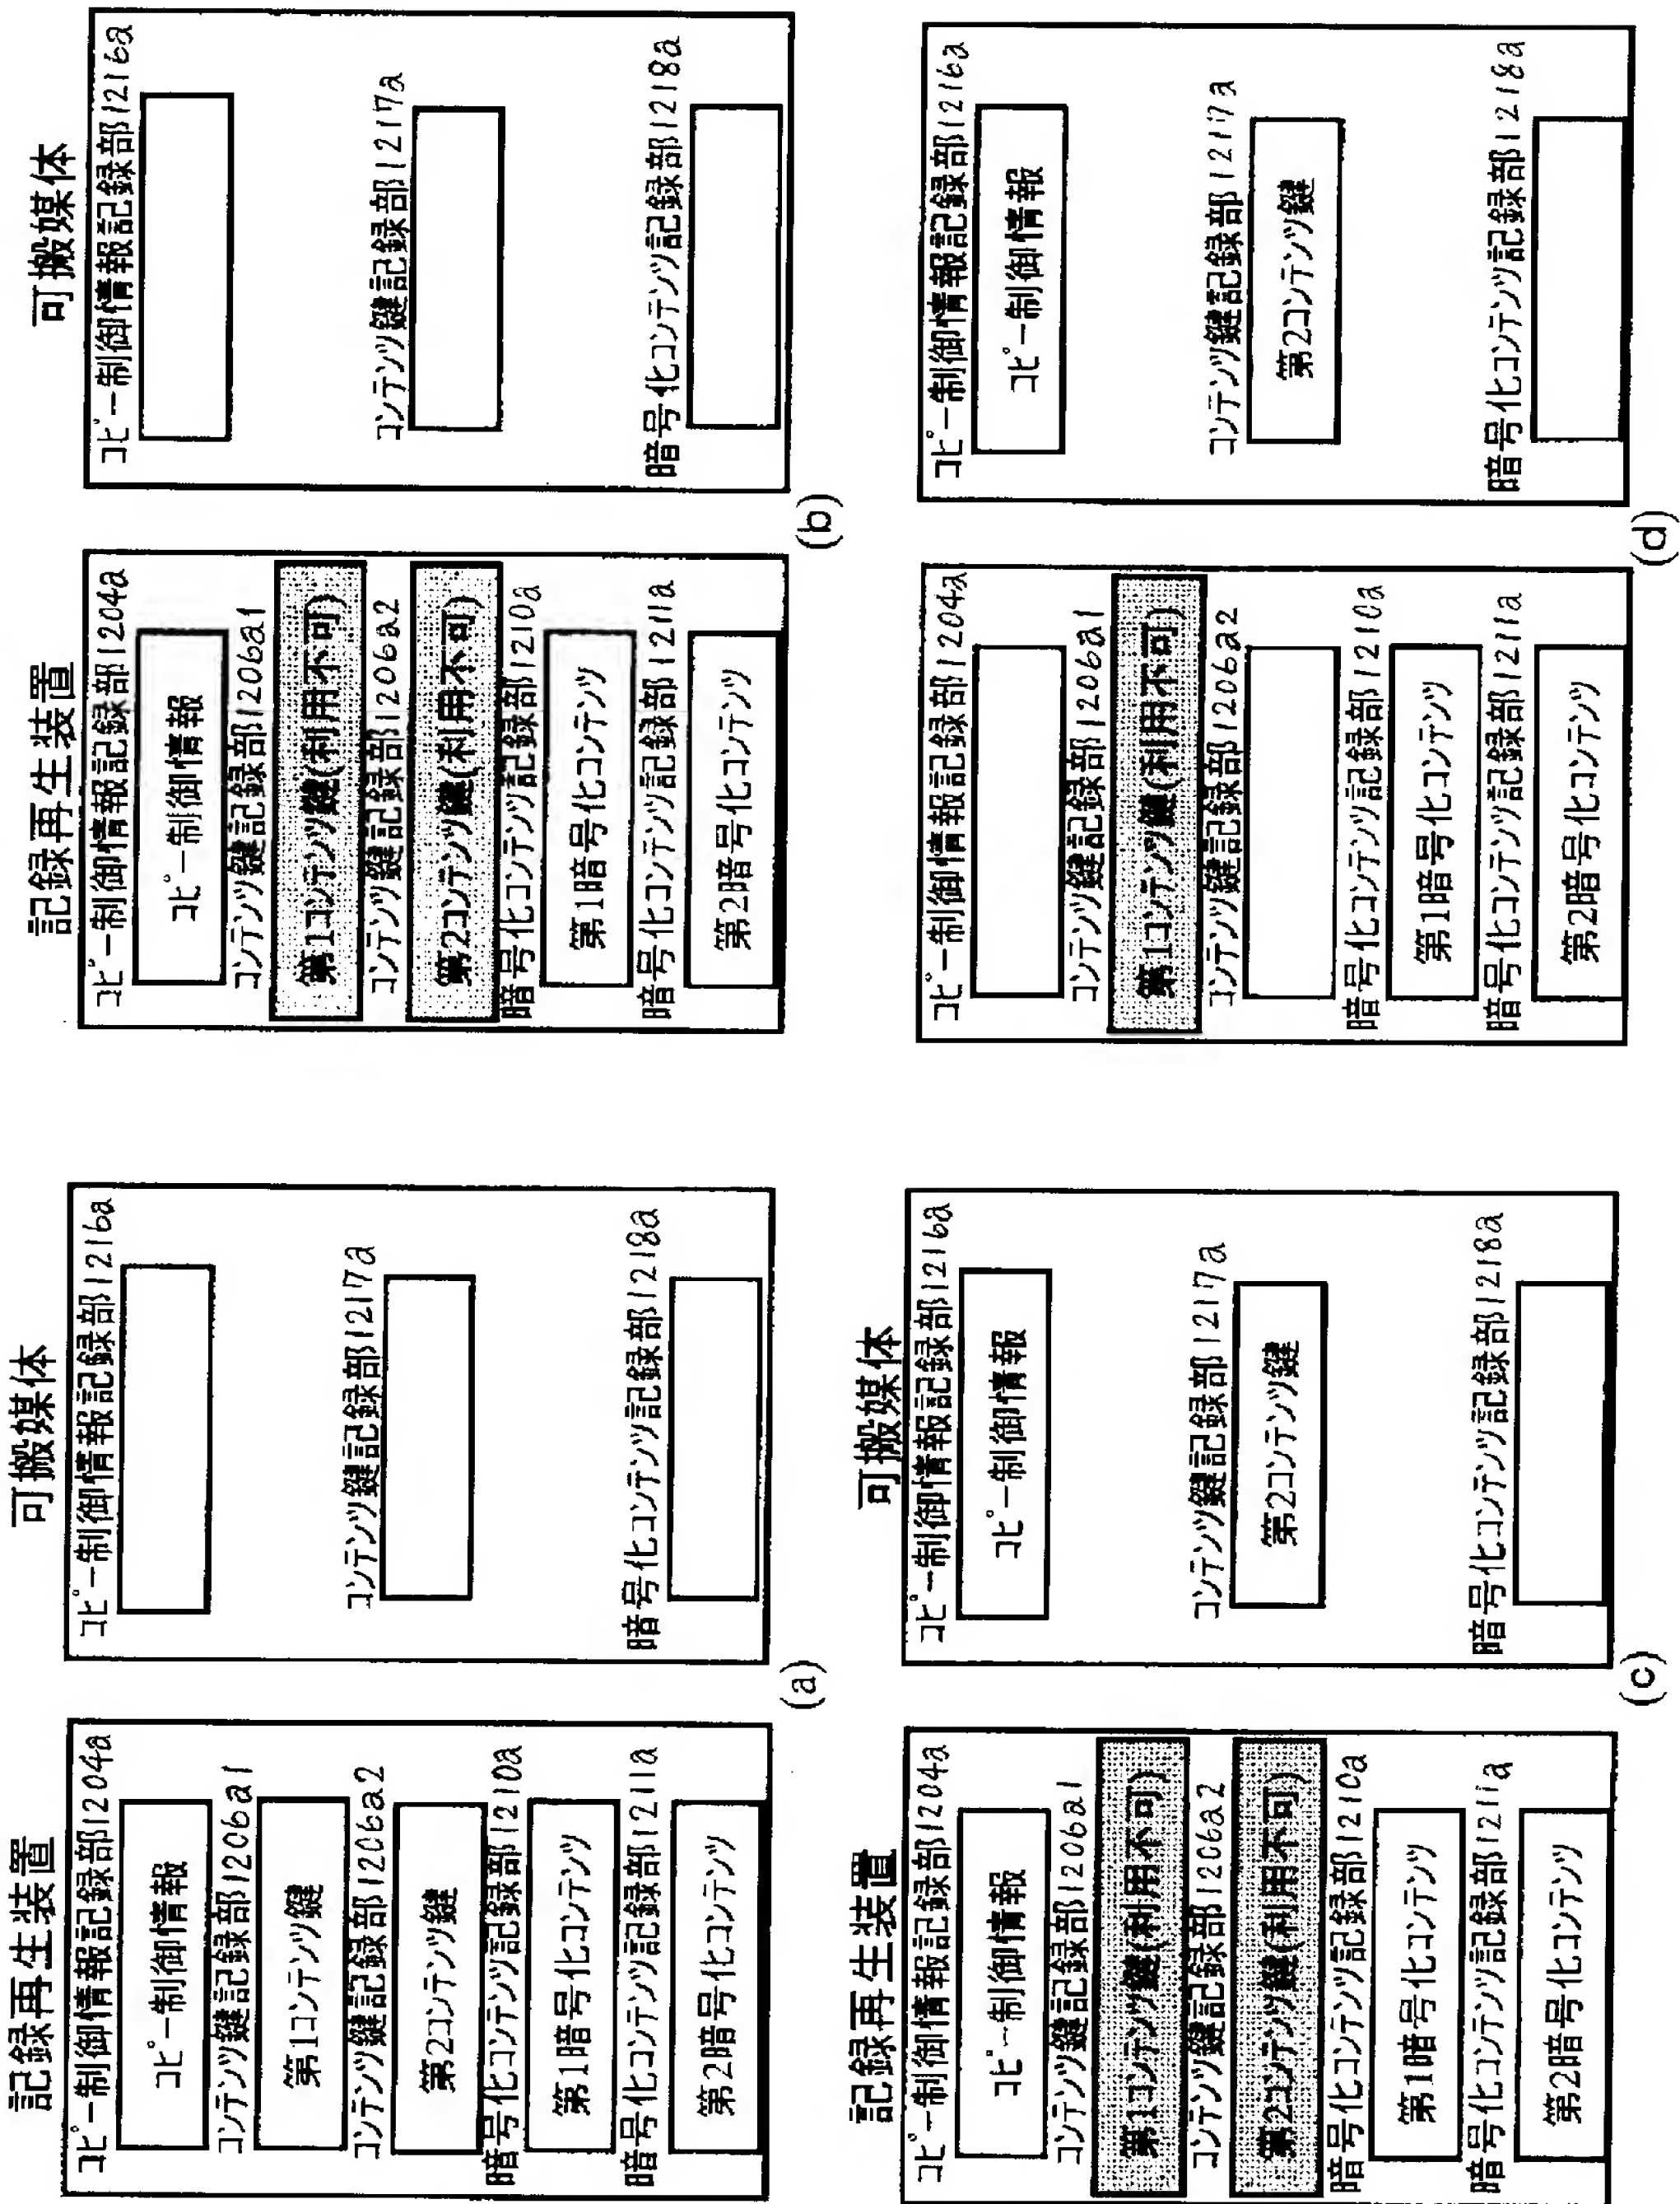 記録再生装置
コピー制御情報記録部1204a
コピー制御情報
コンテンツ鍵記録部1206a1
第1コンテンツ鍵
コンテンツ鍵記録部1206a2
第2コンテンツ鍵
暗号化コンテンツ記録部1210a
第1暗号化コンテンツ
暗号化コンテンツ記録部1211a
第2暗号化コンテンツ
可搬媒体
コピー制御情報記録部1216a
コンテンツ鍵記録部1217a
暗号化コンテンツ記録部1218a
(a)
記録再生装置
コピー制御情報記録部1204a
コピー制御情報
コンテンツ鍵記録部1206a1
第1コンテンツ鍵(利用不可)
コンテンツ鍵記録部1206a2
第2コンテンツ鍵(利用不可)
暗号化コンテンツ記録部1210a
第1暗号化コンテンツ
暗号化コンテンツ記録部1211a
第2暗号化コンテンツ
可搬媒体
コピー制御情報記録部1216a
コンテンツ鍵記録部1217a
暗号化コンテンツ記録部1218a
(b)
記録再生装置
コピー制御情報記録部1204a
コピー制御情報
コンテンツ鍵記録部1206a1
第1コンテンツ鍵(利用不可)
コンテンツ鍵記録部1206a2
第2コンテンツ鍵(利用不可)
暗号化コンテンツ記録部1210a
第1暗号化コンテンツ
暗号化コンテンツ記録部1211a
第2暗号化コンテンツ
可搬媒体
コピー制御情報記録部1216a
コピー制御情報
コンテンツ鍵記録部1217a
第2コンテンツ鍵
暗号化コンテンツ記録部1218a
(c)
コピー制御情報記録部1204a
コンテンツ鍵記録部1206a1
第1コンテンツ鍵(利用不可)
コンテンツ鍵記録部1206a2
暗号化コンテンツ記録部1210a
第1暗号化コンテンツ
暗号化コンテンツ記録部1211a
第2暗号化コンテンツ
コピー制御情報記録部1216a
コピー制御情報
コンテンツ鍵記録部1217a
第2コンテンツ鍵
暗号化コンテンツ記録部1218a
(d)